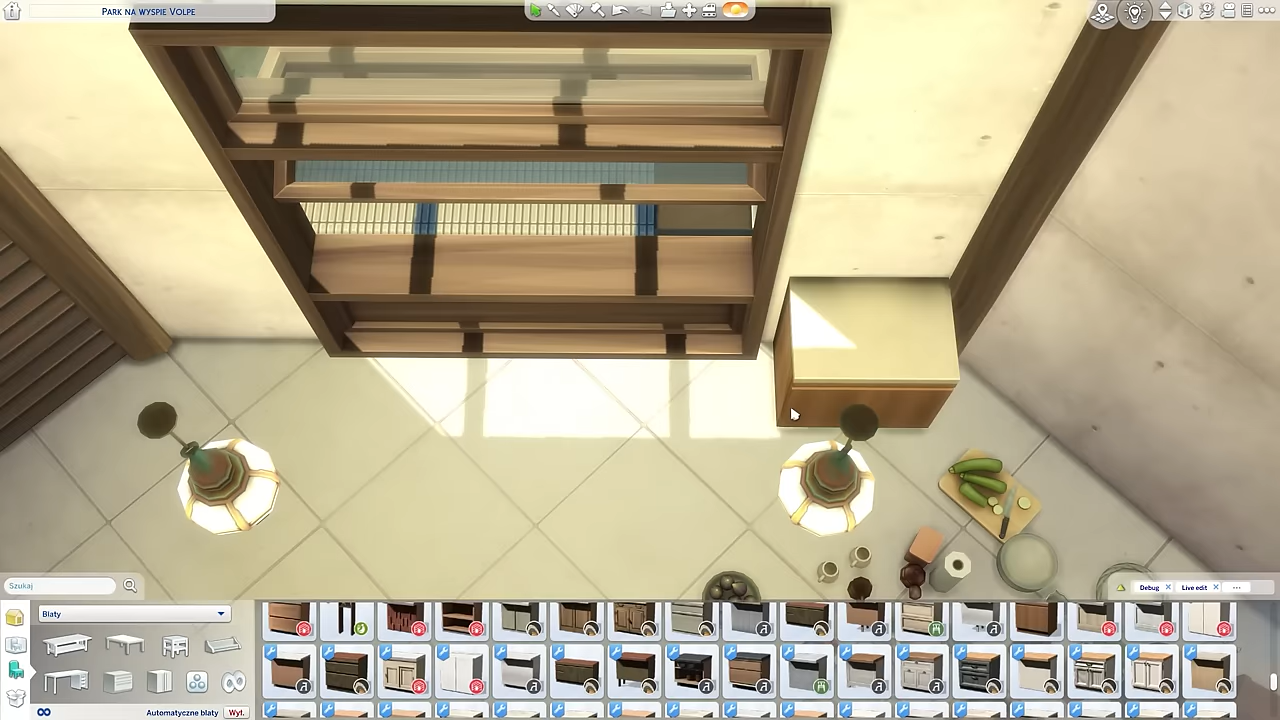 Park na wyspie Volpe
Szukaj
Debug
Live edit
Blaty
Automatyczne blaty
Wył.